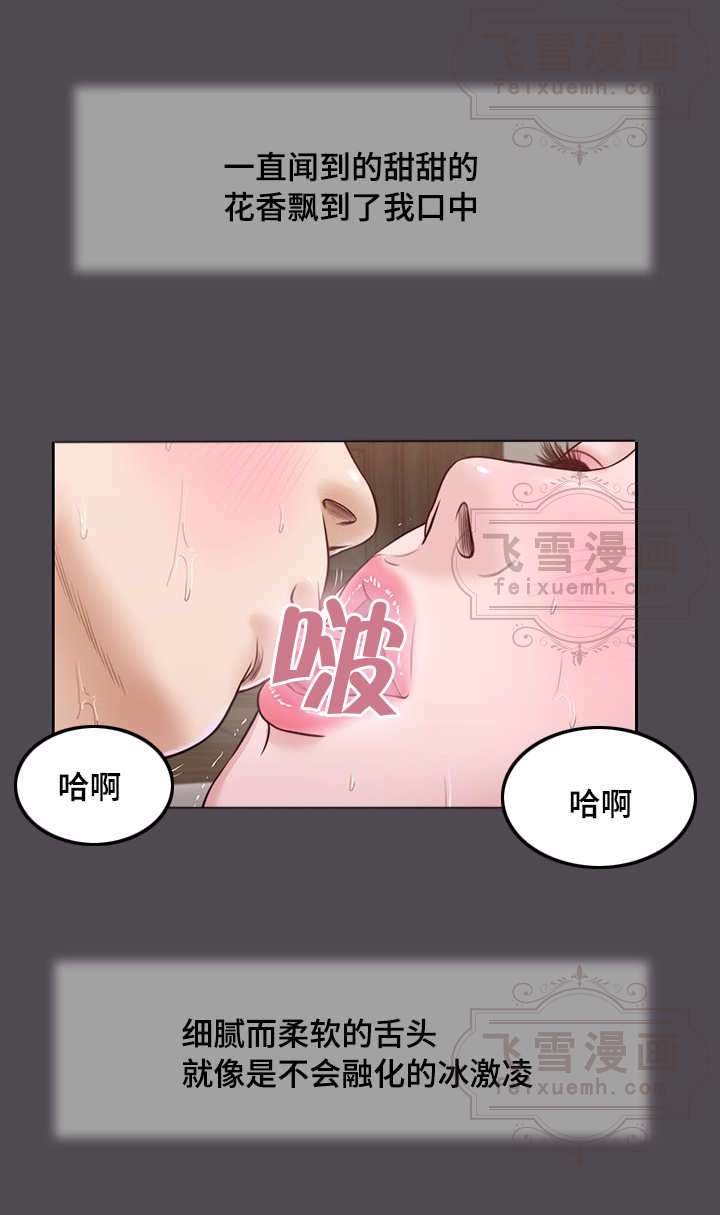 飞雪漫画
feixuemh.com
一直闻到的甜甜的
花香飘到了我口中
飞雪漫画
feixuemh.com
啵
哈啊
哈啊
细腻而柔软的舌头
就像是不会融化的冰激凌
飞雪漫画
feixuemh.com